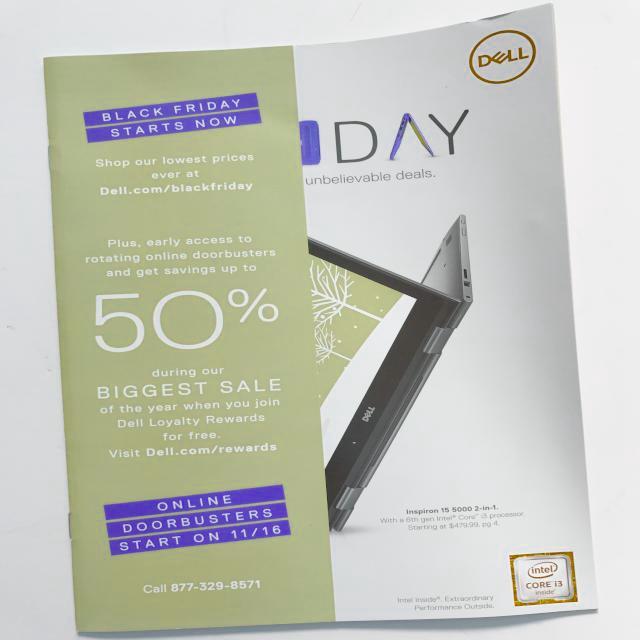 BLACK FRIDAY
STARTS NOW
Shop our lowest prices
ever at
Dell.com/blackfriday
Plus, early access to
rotating online doorbusters
and get savings up to
50%
during our
BIGGEST SALE
of the year when you join
Dell Loyalty Rewards
for free.
Visit Dell.com/rewards
ONLINE
DOORBUSTERS
START ON 11/16
Call 877-329-8571
DELL
DAY
unbelievable deals.
DELL
Inspiron 15 5000 2-in-1.
With a 6th gen Intel® Core™ i3 processor.
Starting at $479.99, pg 4.
Intel Inside®. Extraordinary
Performance Outside.
intel
CORE i3
inside™